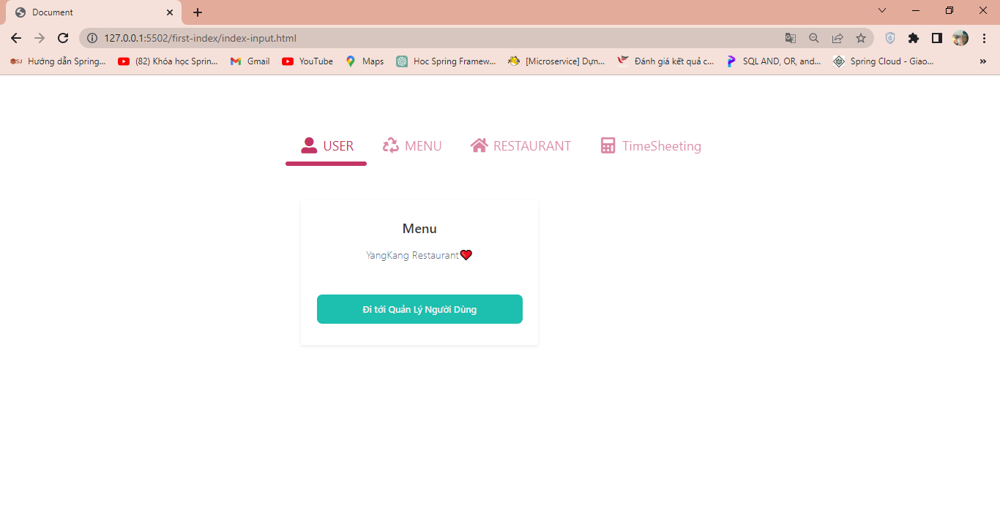 Document
127.0.0.1:5502/first-index/index-input.html
Hướng dẫn Spring... (82) Khóa học Sprin... Gmail YouTube Maps Hoc Spring Framew... [Microservice] Dựn... Đánh giá kết quả c... SQL AND, OR, and... Spring Cloud - Giao... »
USER MENU RESTAURANT TimeSheeting
Menu
YangKang Restaurant❤
Đi tới Quản Lý Người Dùng